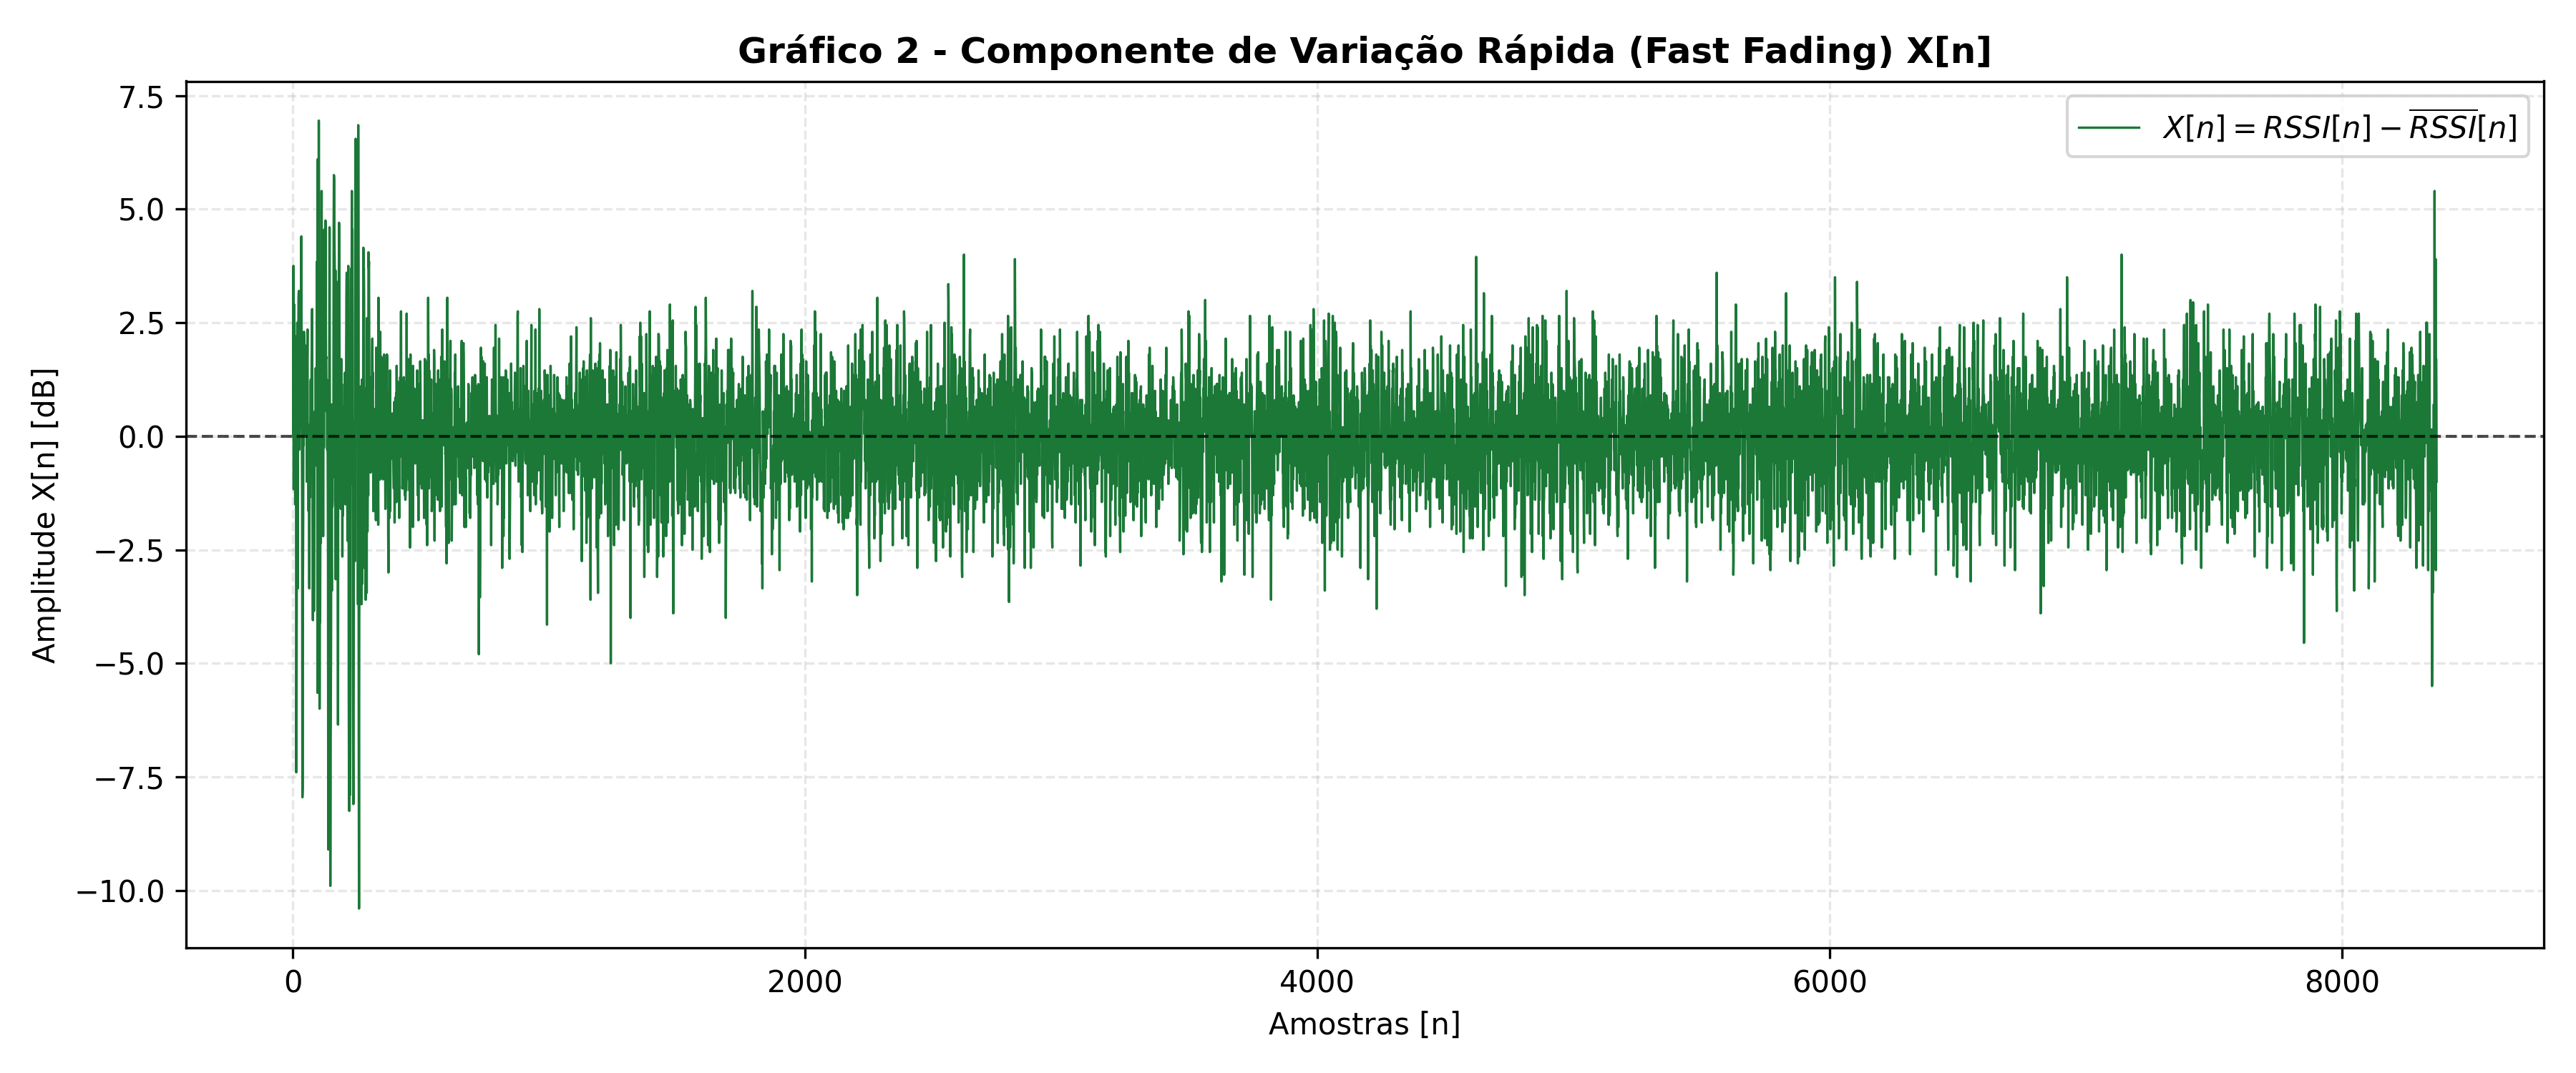 Gráfico 2 - Componente de Variação Rápida (Fast Fading) X[n]
7.5
5.0
2.5
0.0
−2.5
−5.0
−7.5
−10.0
Amplitude X[n] [dB]
X[n] = RSSI[n] − \overline{RSSI}[n]
0 2000 4000 6000 8000
Amostras [n]